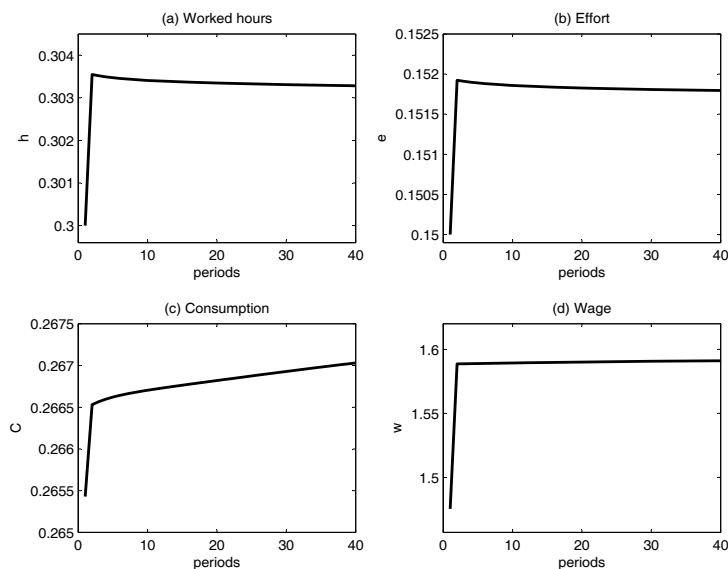 (a) Worked hours
0.304
0.303
0.302
0.301
0.3
h
0 10 20 30 40
periods
(b) Effort
0.1525
0.152
0.1515
0.151
0.1505
0.15
e
0 10 20 30 40
periods
(c) Consumption
0.2675
0.267
0.2665
0.266
0.2655
0.265
C
0 10 20 30 40
periods
(d) Wage
1.6
1.55
1.5
w
0 10 20 30 40
periods